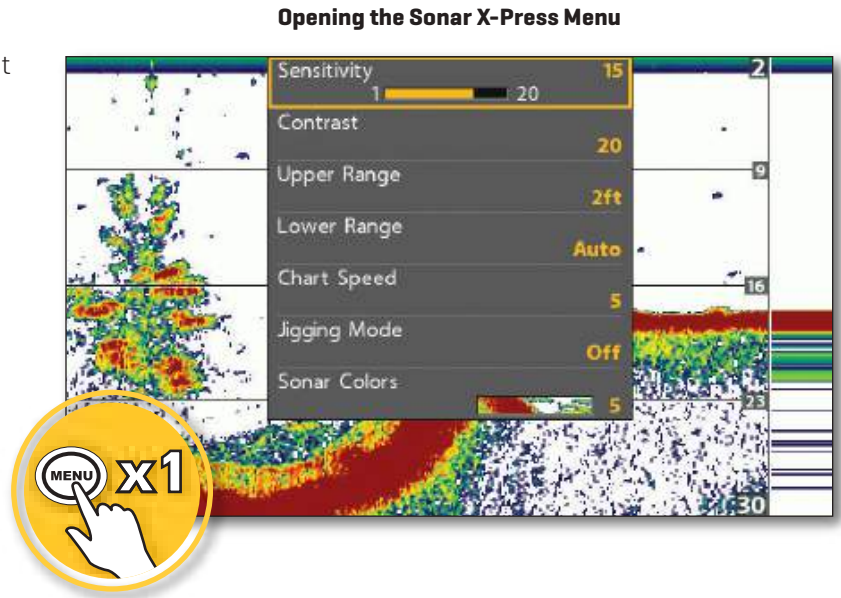 Opening the Sonar X-Press Menu
t
Sensitivity 15
1 20
Contrast
20
Upper Range
2ft
Lower Range
Auto
Chart Speed
5
Jigging Mode
Off
Sonar Colors
5
2
9
16
23
30
MENU x1